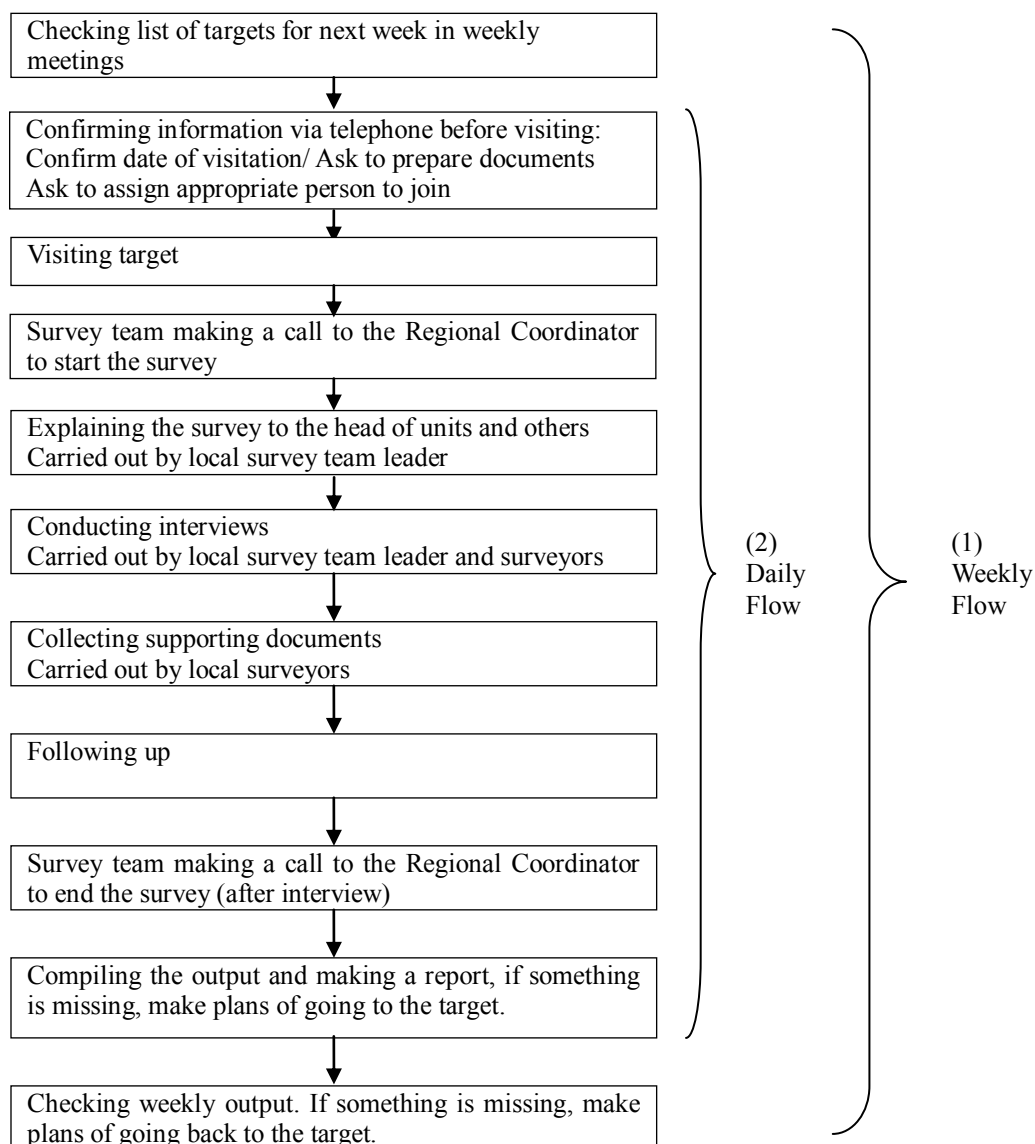 Checking list of targets for next week in weekly
meetings
Confirming information via telephone before visiting:
Confirm date of visitation/ Ask to prepare documents
Ask to assign appropriate person to join
Visiting target
Survey team making a call to the Regional Coordinator
to start the survey
Explaining the survey to the head of units and others
Carried out by local survey team leader
Conducting interviews
Carried out by local survey team leader and surveyors
Collecting supporting documents
Carried out by local surveyors
Following up
Survey team making a call to the Regional Coordinator
to end the survey (after interview)
Compiling the output and making a report, if something
is missing, make plans of going to the target.
Checking weekly output. If something is missing, make
plans of going back to the target.
(2)
Daily
Flow
(1)
Weekly
Flow